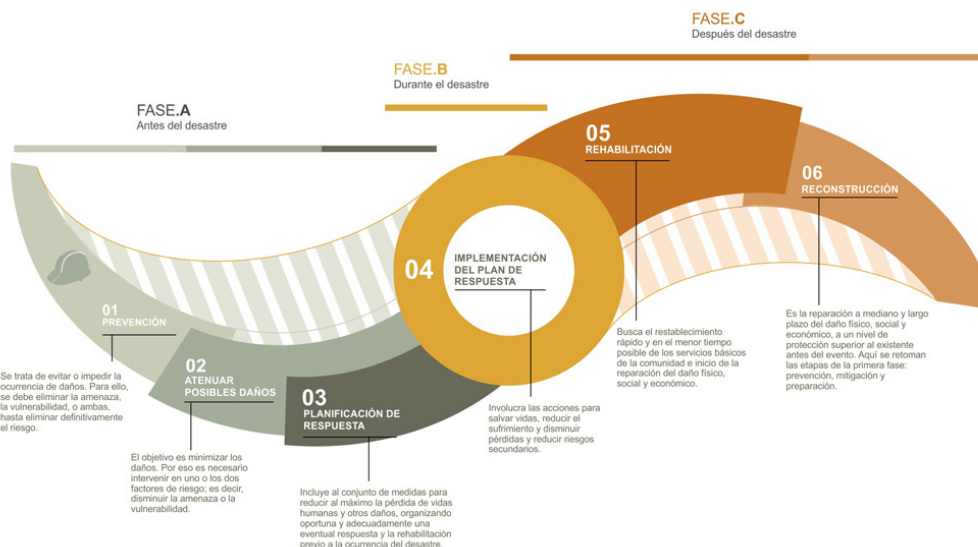 FASE.A
Antes del desastre
FASE.B
Durante el desastre
FASE.C
Después del desastre
01
PREVENCIÓN
Se trata de evitar o impedir la
ocurrencia de daños. Para ello,
se debe eliminar la amenaza,
la vulnerabilidad, o ambas,
hasta eliminar definitivamente
el riesgo.
02
ATENUAR
POSIBLES DAÑOS
El objetivo es minimizar los
daños. Por eso es necesario
intervenir en uno o los dos
factores de riesgo; es decir,
disminuir la amenaza o la
vulnerabilidad.
03
PLANIFICACIÓN DE
RESPUESTA
Incluye al conjunto de medidas para
reducir al máximo la pérdida de vidas
humanas y otros daños, organizando
oportuna y adecuadamente una
eventual respuesta y la rehabilitación
previo a la ocurrencia del desastre.
04
IMPLEMENTACIÓN
DEL PLAN DE
RESPUESTA
Involucra las acciones para
salvar vidas, reducir el
sufrimiento y disminuir
pérdidas y reducir riesgos
secundarios.
05
REHABILITACIÓN
Busca el restablecimiento
rápido y en el menor tiempo
posible de los servicios básicos
de la comunidad e inicio de la
reparación del daño físico,
social y económico.
06
RECONSTRUCCIÓN
Es la reparación a mediano y largo
plazo del daño físico, social y
económico, a un nivel de
protección superior al existente
antes del evento. Aquí se retoman
las etapas de la primera fase:
prevención, mitigación y
preparación.